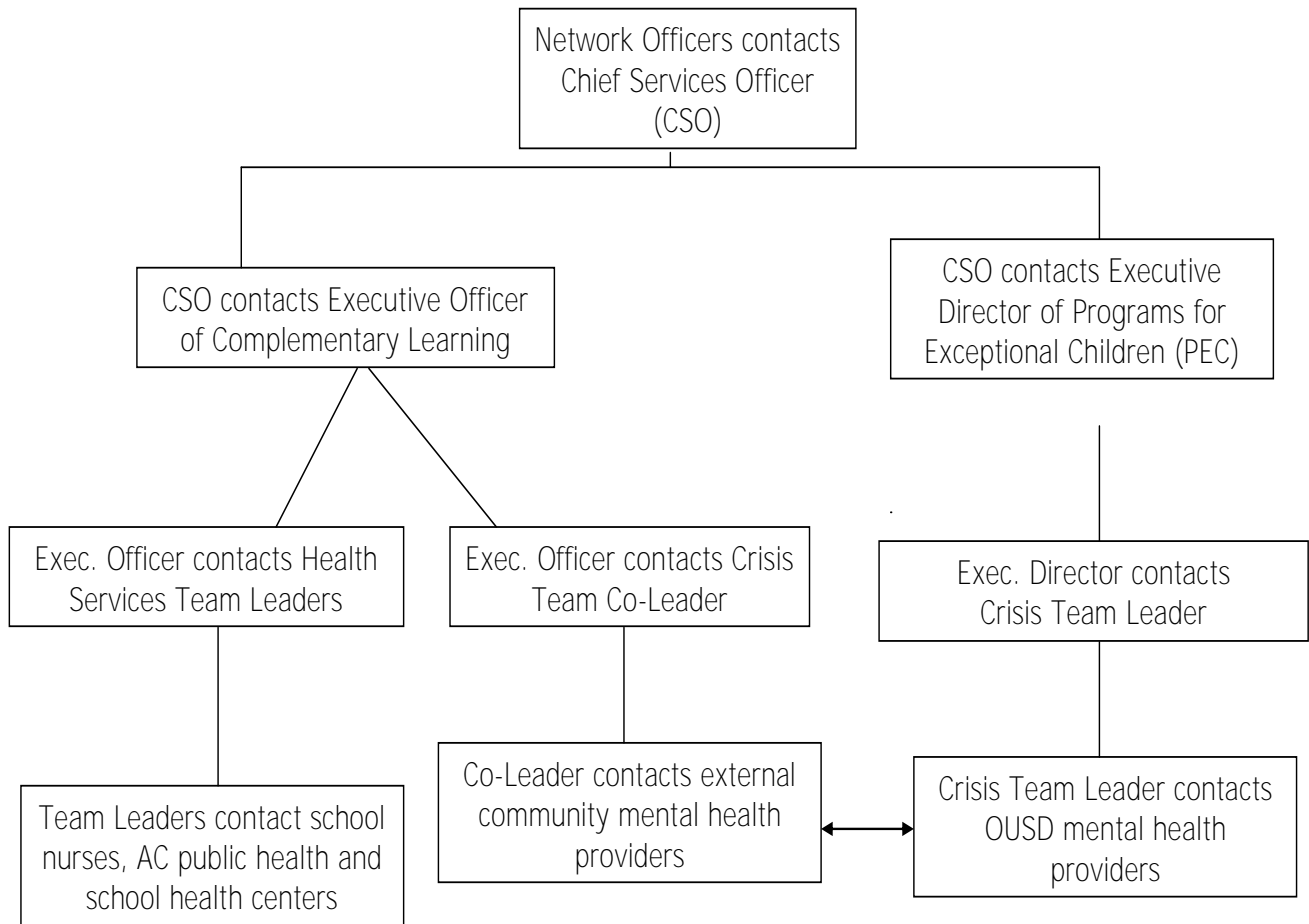 Network Officers contacts
Chief Services Officer
(CSO)
CSO contacts Executive Officer
of Complementary Learning
CSO contacts Executive
Director of Programs for
Exceptional Children (PEC)
Exec. Officer contacts Health
Services Team Leaders
Exec. Officer contacts Crisis
Team Co-Leader
Exec. Director contacts
Crisis Team Leader
Team Leaders contact school
nurses, AC public health and
school health centers
Co-Leader contacts external
community mental health
providers
Crisis Team Leader contacts
OUSD mental health
providers